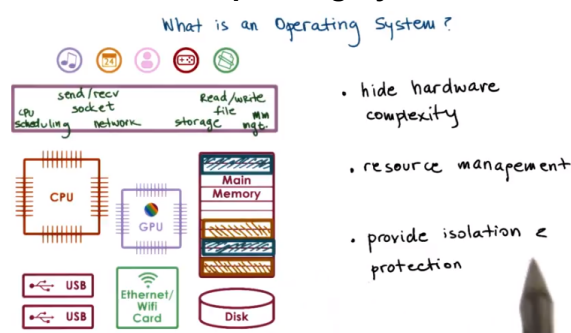 What is an Operating System?
24
send/recv
socket
Read/write
file
CPU
scheduling
network
storage
mm
mgt.
CPU
GPU
Main
Memory
USB
USB
Ethernet/
Wifi
Card
Disk
• hide hardware
complexity
• resource management
• provide isolation &
protection